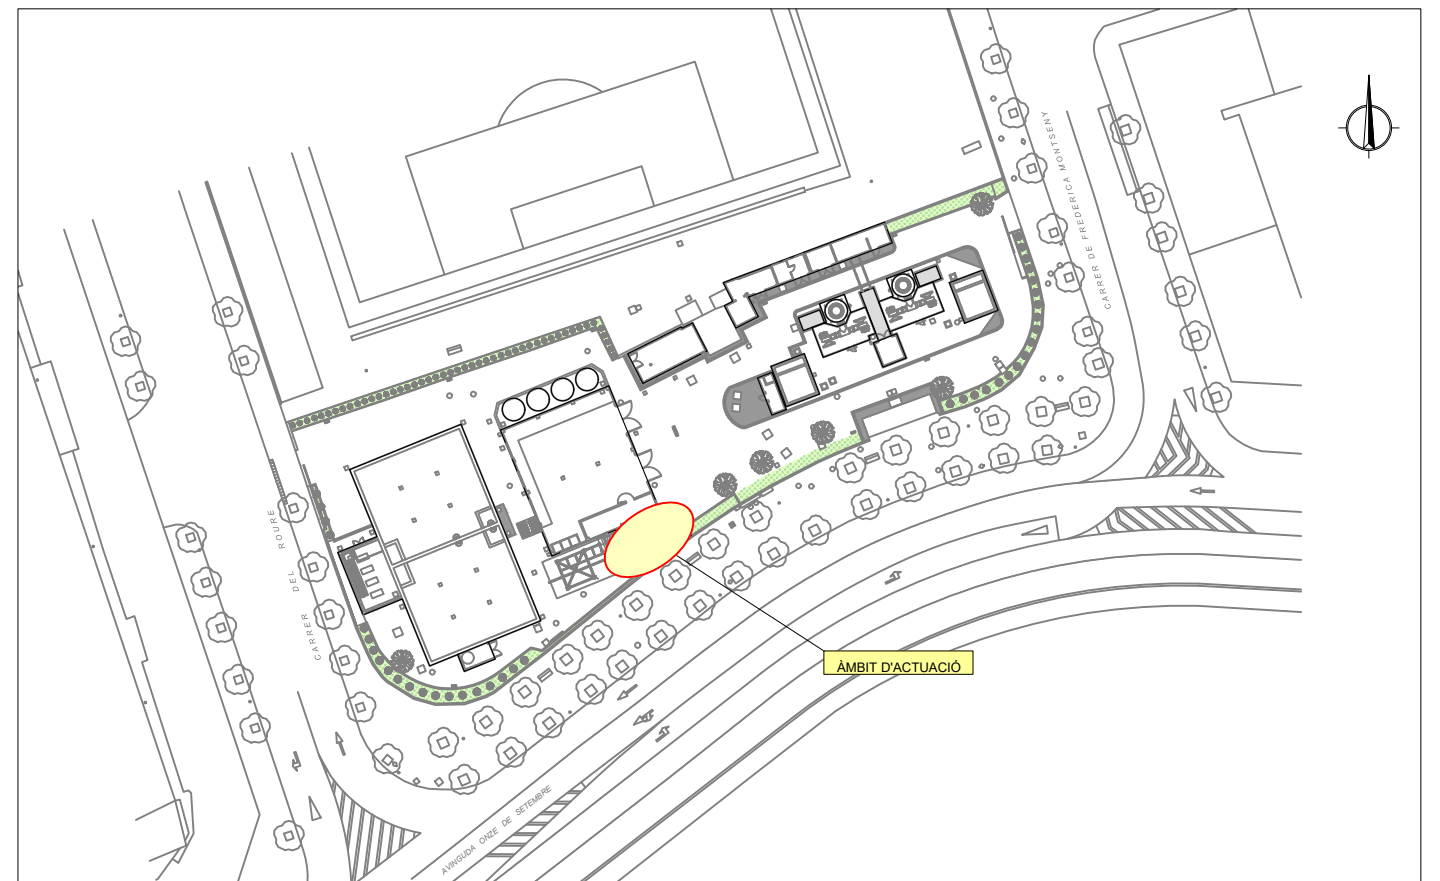 CARRER DE FREDERICA MONTSENY
CARRER DEL ROURE
ÀMBIT D'ACTUACIÓ
AVINGUDA ONZE DE SETEMBRE